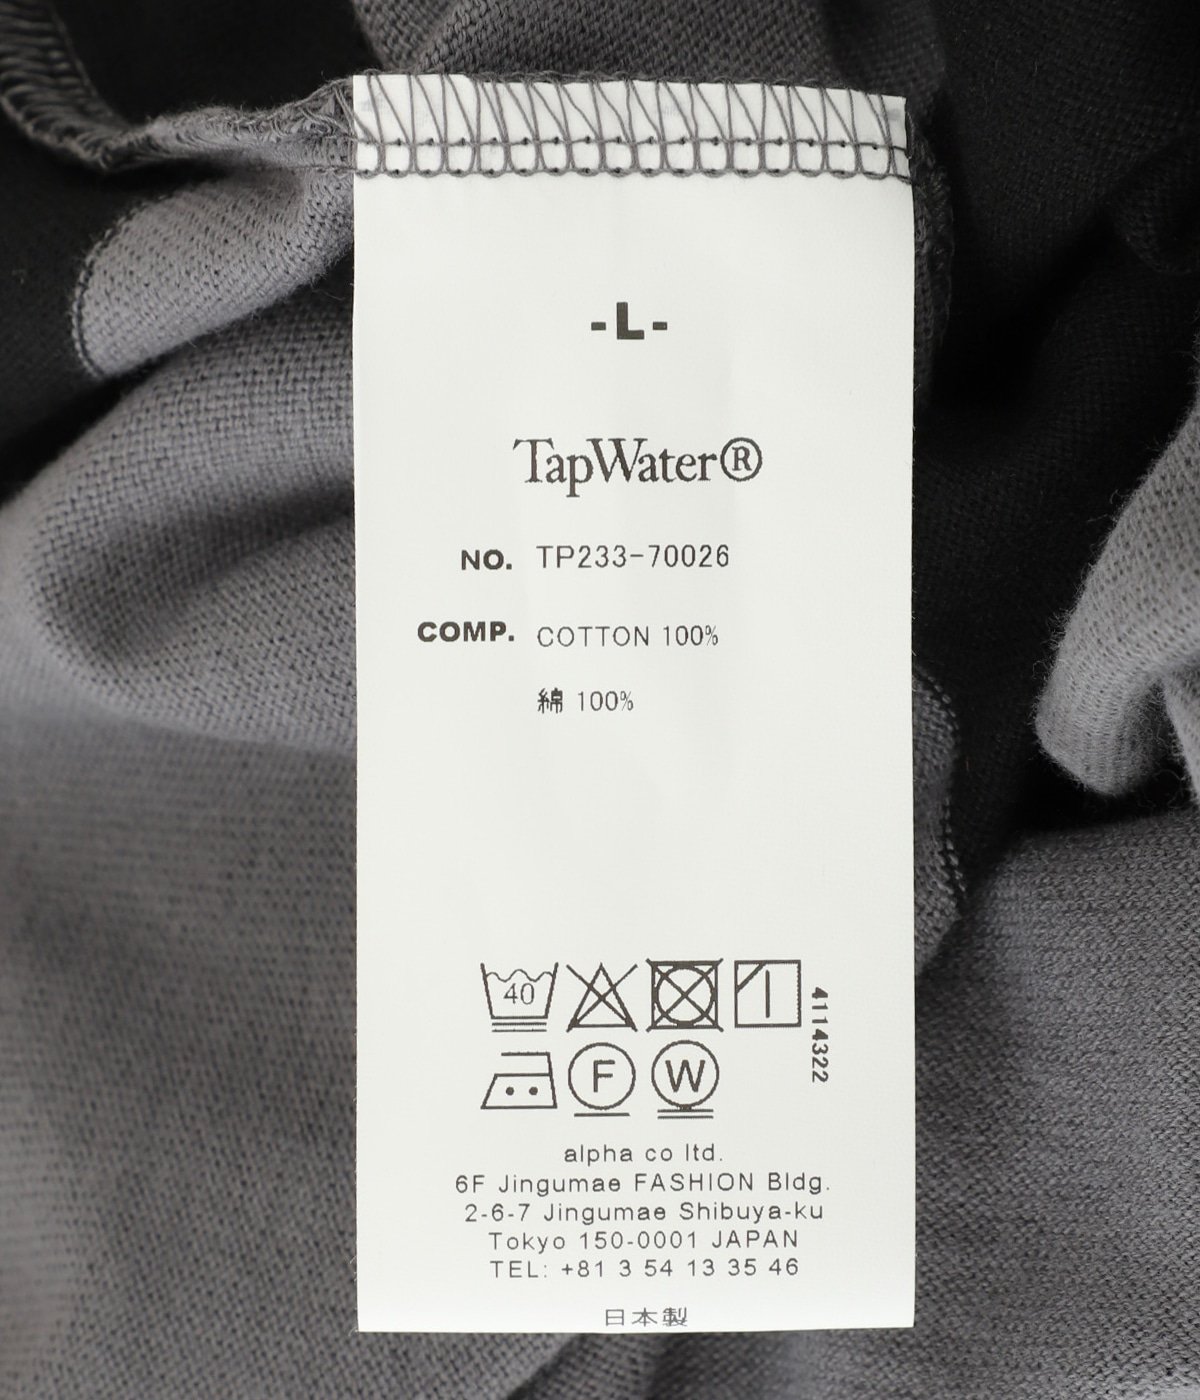 -L-
TapWater®
NO. TP233-70026
COMP. COTTON 100%
綿 100%
40
4114322
F W
alpha co ltd.
6F Jingumae FASHION Bldg.
2-6-7 Jingumae Shibuya-ku
Tokyo 150-0001 JAPAN
TEL: +81 3 54 13 35 46
日本製